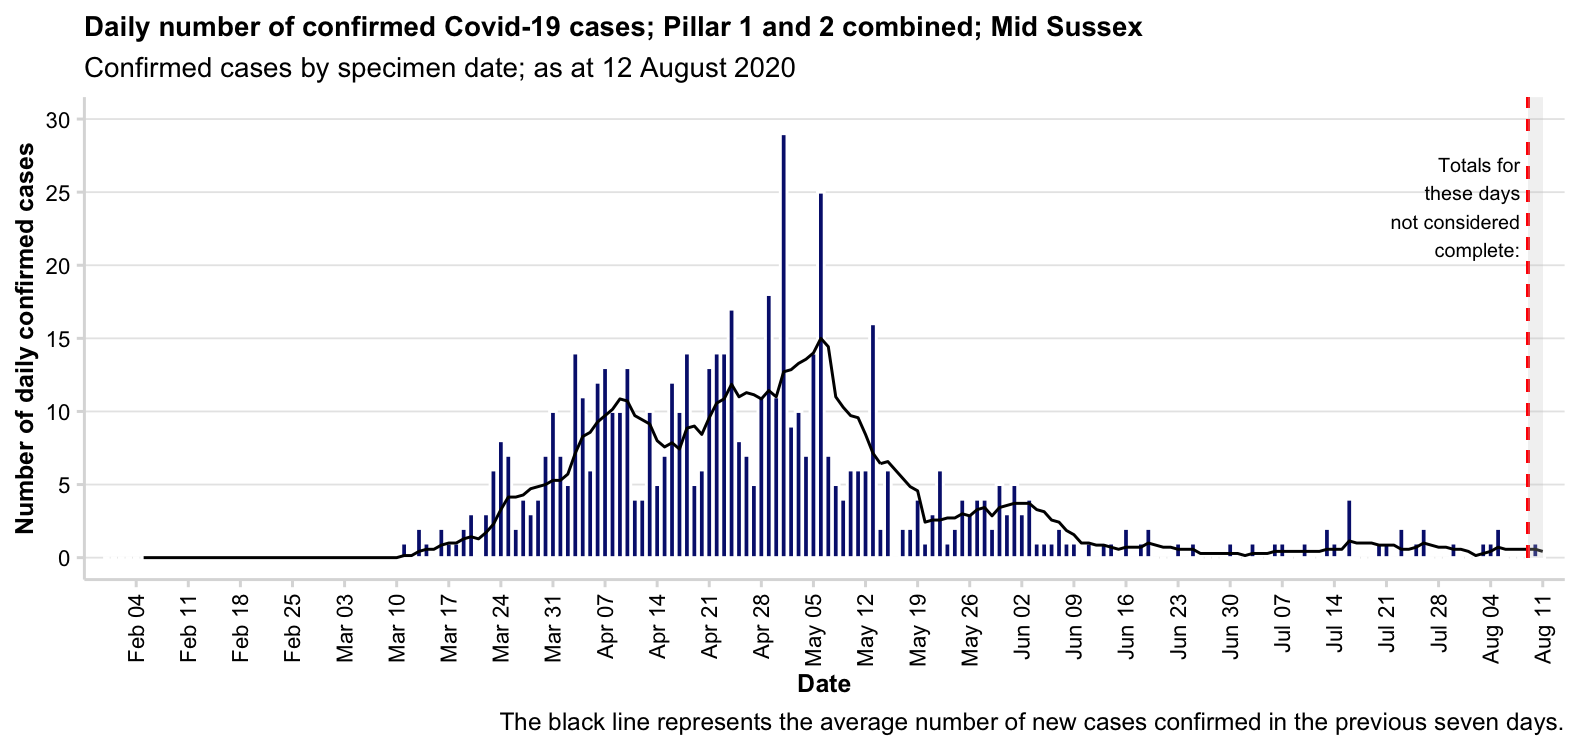 Daily number of confirmed Covid-19 cases; Pillar 1 and 2 combined; Mid Sussex
Confirmed cases by specimen date; as at 12 August 2020
Number of daily confirmed cases
30
25
20
15
10
5
0
Totals for
these days
not considered
complete:
Feb 04
Feb 11
Feb 18
Feb 25
Mar 03
Mar 10
Mar 17
Mar 24
Mar 31
Apr 07
Apr 14
Apr 21
Apr 28
May 05
May 12
May 19
May 26
Jun 02
Jun 09
Jun 16
Jun 23
Jun 30
Jul 07
Jul 14
Jul 21
Jul 28
Aug 04
Aug 11
Date
The black line represents the average number of new cases confirmed in the previous seven days.